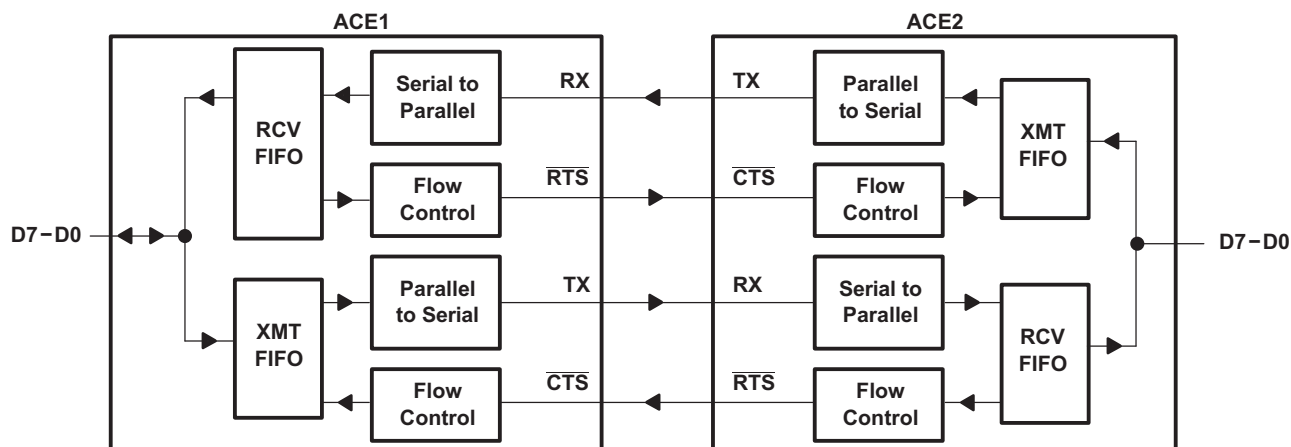 ACE1
ACE2
RCV
FIFO
Serial to
Parallel
RX
TX
Parallel
to Serial
XMT
FIFO
Flow
Control
RTS
CTS
Flow
Control
D7−D0
D7−D0
XMT
FIFO
Parallel
to Serial
TX
RX
Serial to
Parallel
RCV
FIFO
Flow
Control
CTS
RTS
Flow
Control